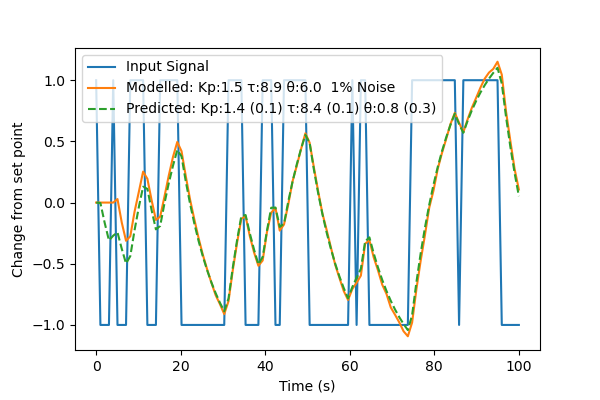 Input Signal
Modelled: Kp:1.5 τ:8.9 θ:6.0  1% Noise
Predicted: Kp:1.4 (0.1) τ:8.4 (0.1) θ:0.8 (0.3)
Change from set point
1.0
0.5
0.0
−0.5
−1.0
0 20 40 60 80 100
Time (s)